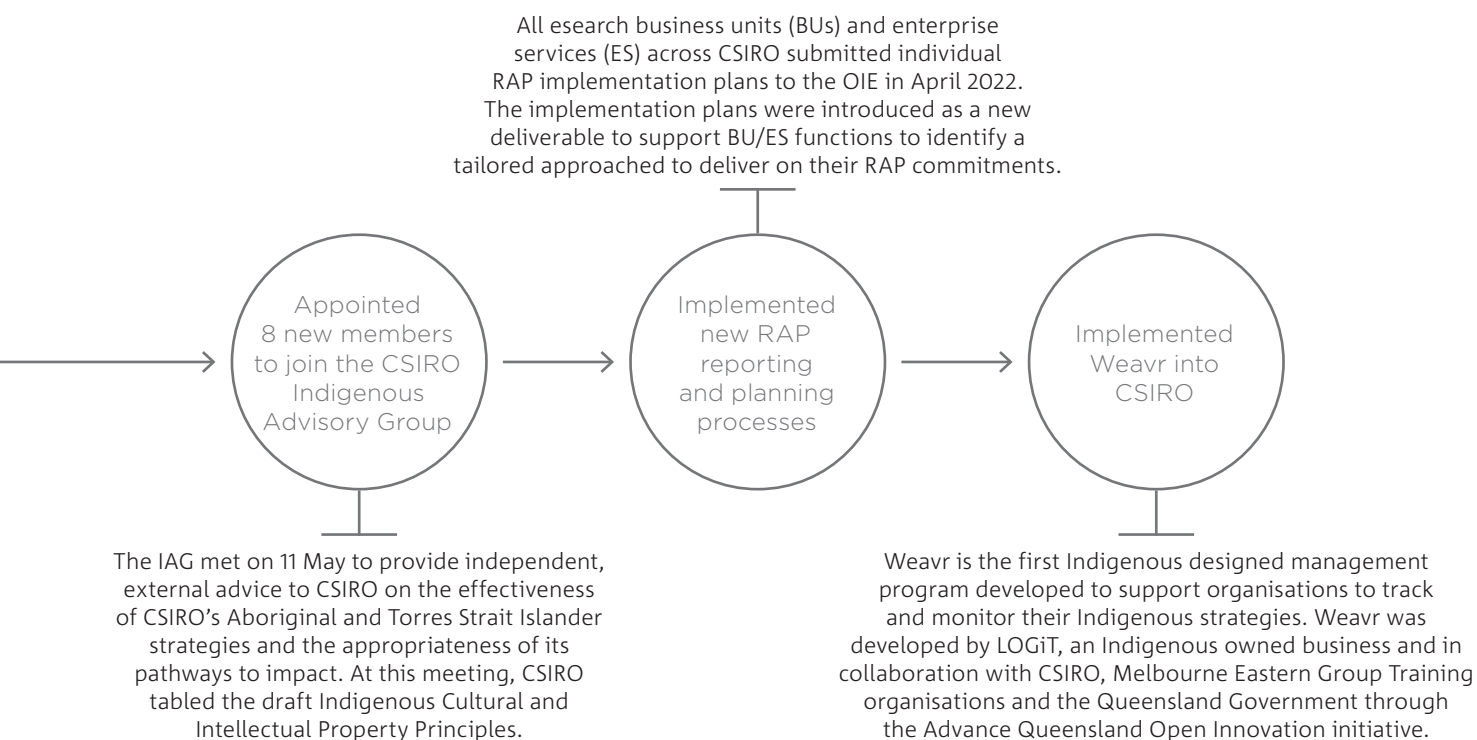 All esearch business units (BUs) and enterprise
services (ES) across CSIRO submitted individual
RAP implementation plans to the OIE in April 2022.
The implementation plans were introduced as a new
deliverable to support BU/ES functions to identify a
tailored approached to deliver on their RAP commitments.
Appointed
8 new members
to join the CSIRO
Indigenous
Advisory Group
Implemented
new RAP
reporting
and planning
processes
Implemented
Weavr into
CSIRO
The IAG met on 11 May to provide independent,
external advice to CSIRO on the effectiveness
of CSIRO's Aboriginal and Torres Strait Islander
strategies and the appropriateness of its
pathways to impact. At this meeting, CSIRO
tabled the draft Indigenous Cultural and
Intellectual Property Principles.
Weavr is the first Indigenous designed management
program developed to support organisations to track
and monitor their Indigenous strategies. Weavr was
developed by LOGiT, an Indigenous owned business and in
collaboration with CSIRO, Melbourne Eastern Group Training
organisations and the Queensland Government through
the Advance Queensland Open Innovation initiative.